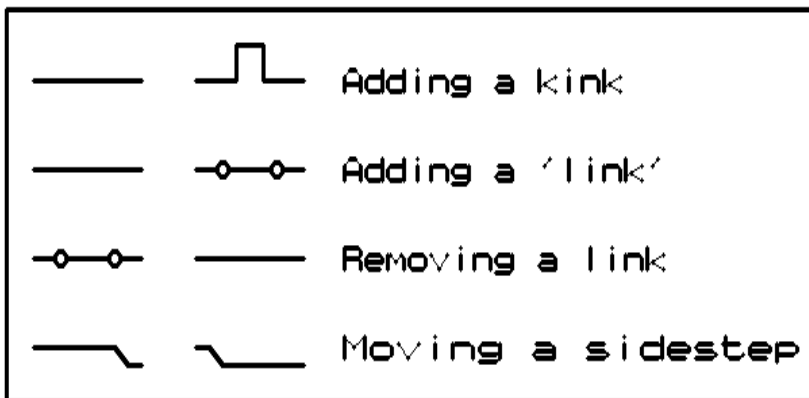 Adding a kink
Adding a 'link'
Removing a link
Moving a sidestep